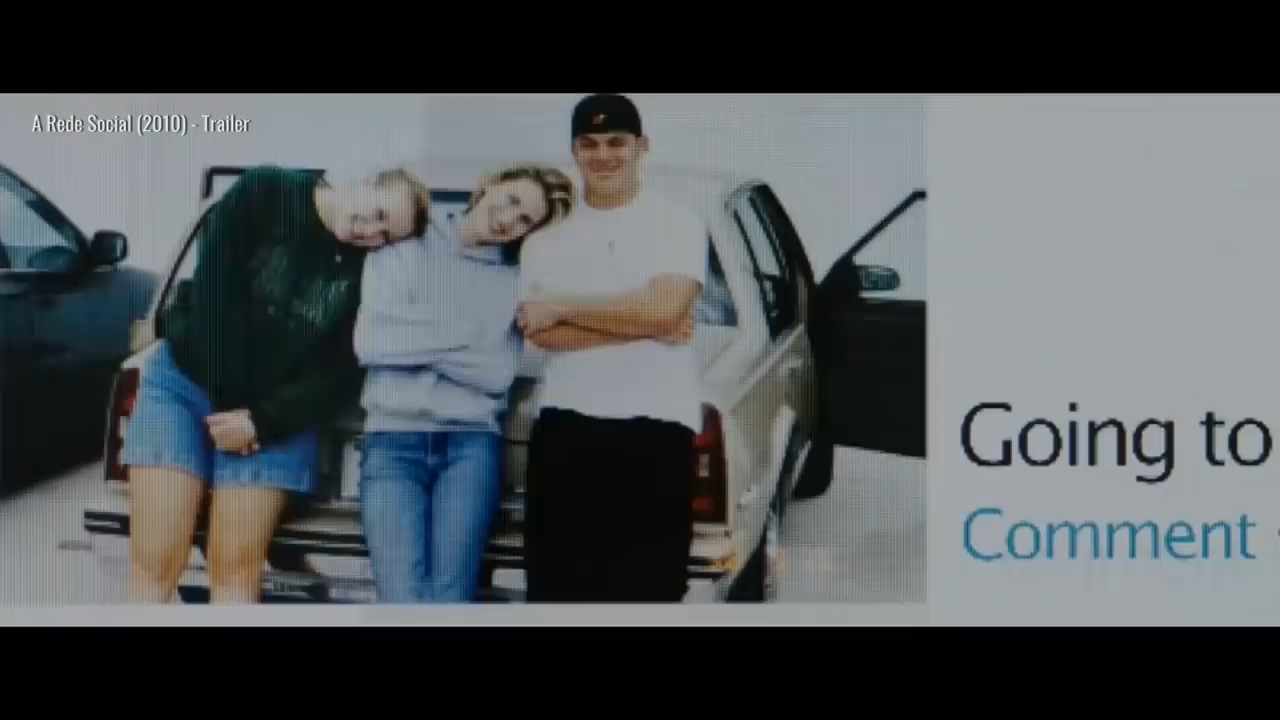 A Rede Social (2010) - Trailer
Going to
Comment